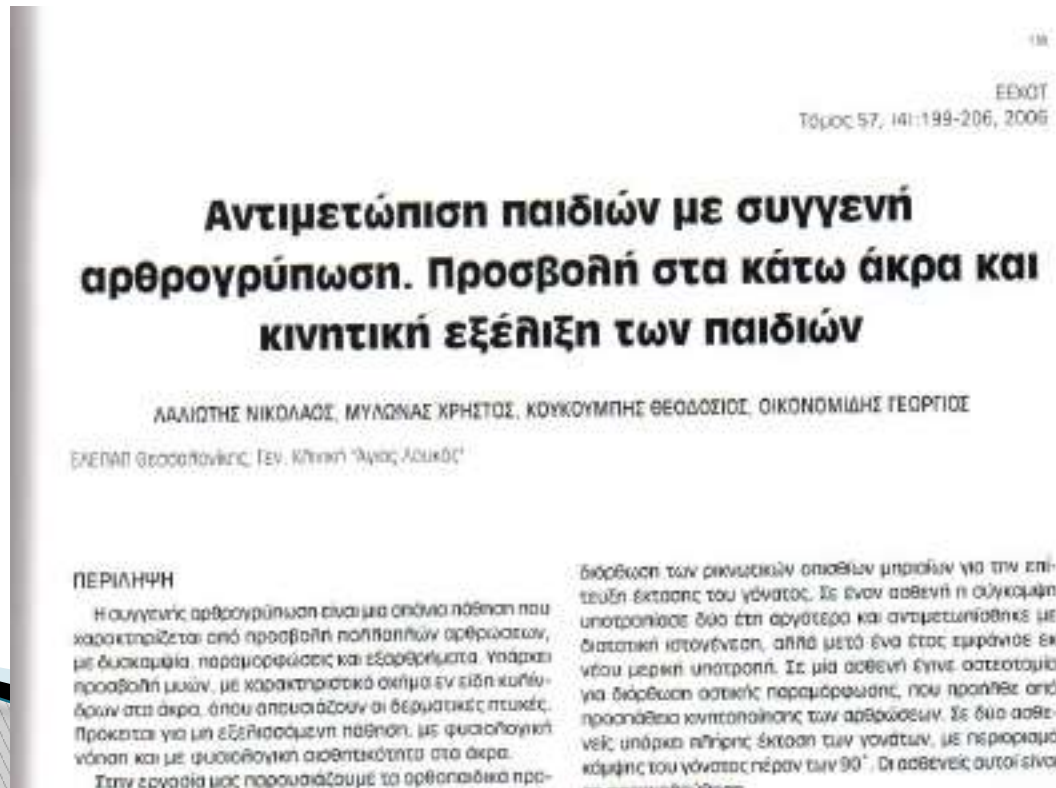 ΕΕΧΟΤ
Τόμος 57, (4):199-206, 2006
Αντιμετώπιση παιδιών με συγγενή
αρθρογρύπωση. Προσβολή στα κάτω άκρα και
κινητική εξέλιξη των παιδιών
ΛΑΛΙΩΤΗΣ ΝΙΚΟΛΑΟΣ, ΜΥΛΩΝΑΣ ΧΡΗΣΤΟΣ, ΚΟΥΚΟΥΜΠΗΣ ΘΕΟΔΟΣΙΟΣ, ΟΙΚΟΝΟΜΙΔΗΣ ΓΕΩΡΓΙΟΣ
ΕΛΕΠΑΠ Θεσσαλονίκης, Γεν. Κλινική "Άγιος Λουκάς"
ΠΕΡΙΛΗΨΗ
Η συγγενής αρθρογρύπωση είναι μια σπάνια πάθηση που
χαρακτηρίζεται από προσβολή πολλαπλών αρθρώσεων,
με δυσκαμψία, παραμορφώσεις και εξαρθρήματα. Υπάρχει
προσβολή μυών, με χαρακτηριστικό σχήμα εν είδη κυλίν-
δρων στα άκρα, όπου απουσιάζουν οι δερματικές πτυχές.
Πρόκειται για μη εξελισσόμενη πάθηση, με φυσιολογική
νόηση και με φυσιολογική αισθητικότητα στα άκρα.
Στην εργασία μας παρουσιάζουμε τα ορθοπαιδικά προ-
διόρθωση των ρικνωτικών οπισθίων μηριαίων για την επί-
τευξη έκτασης του γόνατος. Σε έναν ασθενή η σύγκαμψη
υποτροπίασε δύο έτη αργότερα και αντιμετωπίσθηκε με
διατατική ιστογένεση, αλλά μετά ένα έτος εμφάνισε εκ
νέου μερική υποτροπή. Σε μία ασθενή έγινε οστεοτομία
για διόρθωση οστικής παραμόρφωσης, που προήλθε από
προσπάθεια κινητοποίησης των αρθρώσεων. Σε δύο ασθε-
νείς υπάρχει πλήρης έκταση των γονάτων, με περιορισμό
κάμψης του γόνατος πέραν των 90°. Οι ασθενείς αυτοί είναι